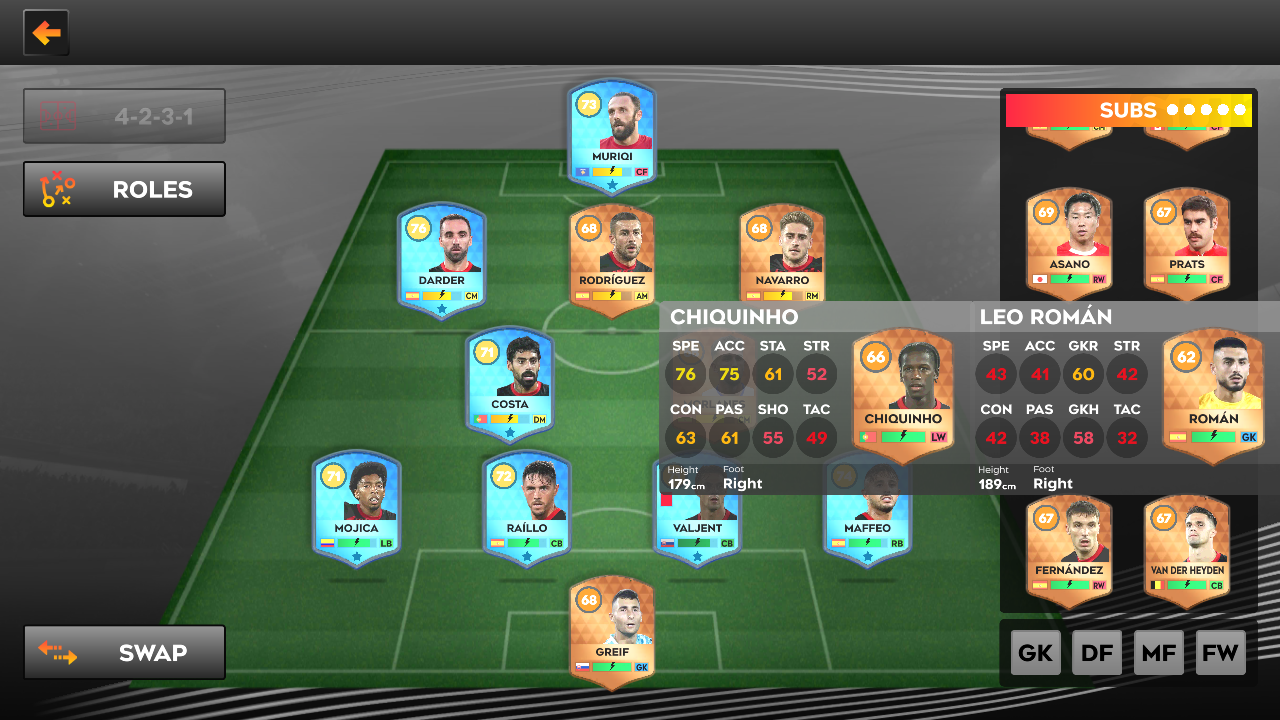 73
MURIQI
CF
4-2-3-1
ROLES
SUBS
CM
CF
76
DARDER
CM
68
RODRÍGUEZ
AM
68
NAVARRO
RM
69
ASANO
RW
67
PRATS
CF
71
COSTA
DM
CHIQUINHO
SPE ACC STA STR
76 75 61 52
CON PAS SHO TAC
63 61 55 49
Height Foot
179cm Right
66
CHIQUINHO
LW
LEO ROMÁN
SPE ACC GKR STR
43 41 60 42
CON PAS GKH TAC
42 38 58 32
Height Foot
189cm Right
62
ROMÁN
GK
MORLANES
71
MOJICA
LB
72
RAÍLLO
CB
VALJENT
CB
MAFFEO
RB
67
FERNÁNDEZ
RW
67
VAN DER HEYDEN
CB
68
GREIF
GK
SWAP
GK DF MF FW